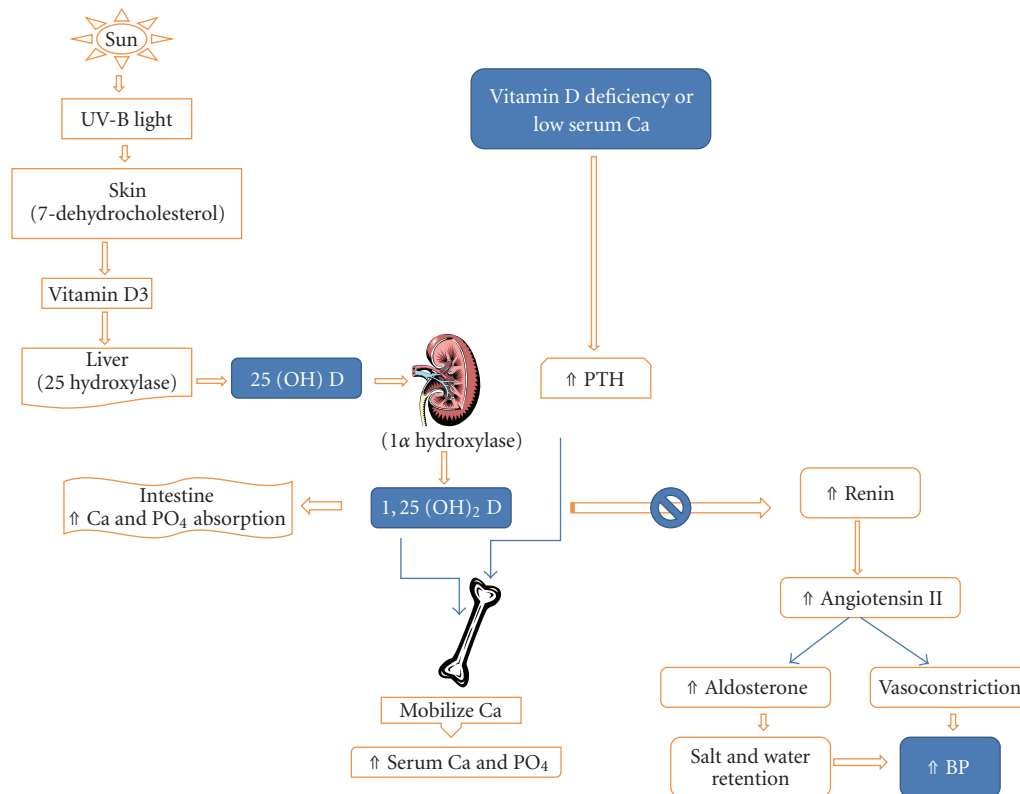 Sun
UV-B light
Skin
(7-dehydrocholesterol)
Vitamin D3
Liver
(25 hydroxylase)
25 (OH) D
(1α hydroxylase)
1, 25 (OH)₂ D
Intestine
⇑ Ca and PO₄ absorption
Vitamin D deficiency or
low serum Ca
⇑ PTH
Mobilize Ca
⇑ Serum Ca and PO₄
⇑ Renin
⇑ Angiotensin II
⇑ Aldosterone
Vasoconstriction
Salt and water
retention
⇑ BP